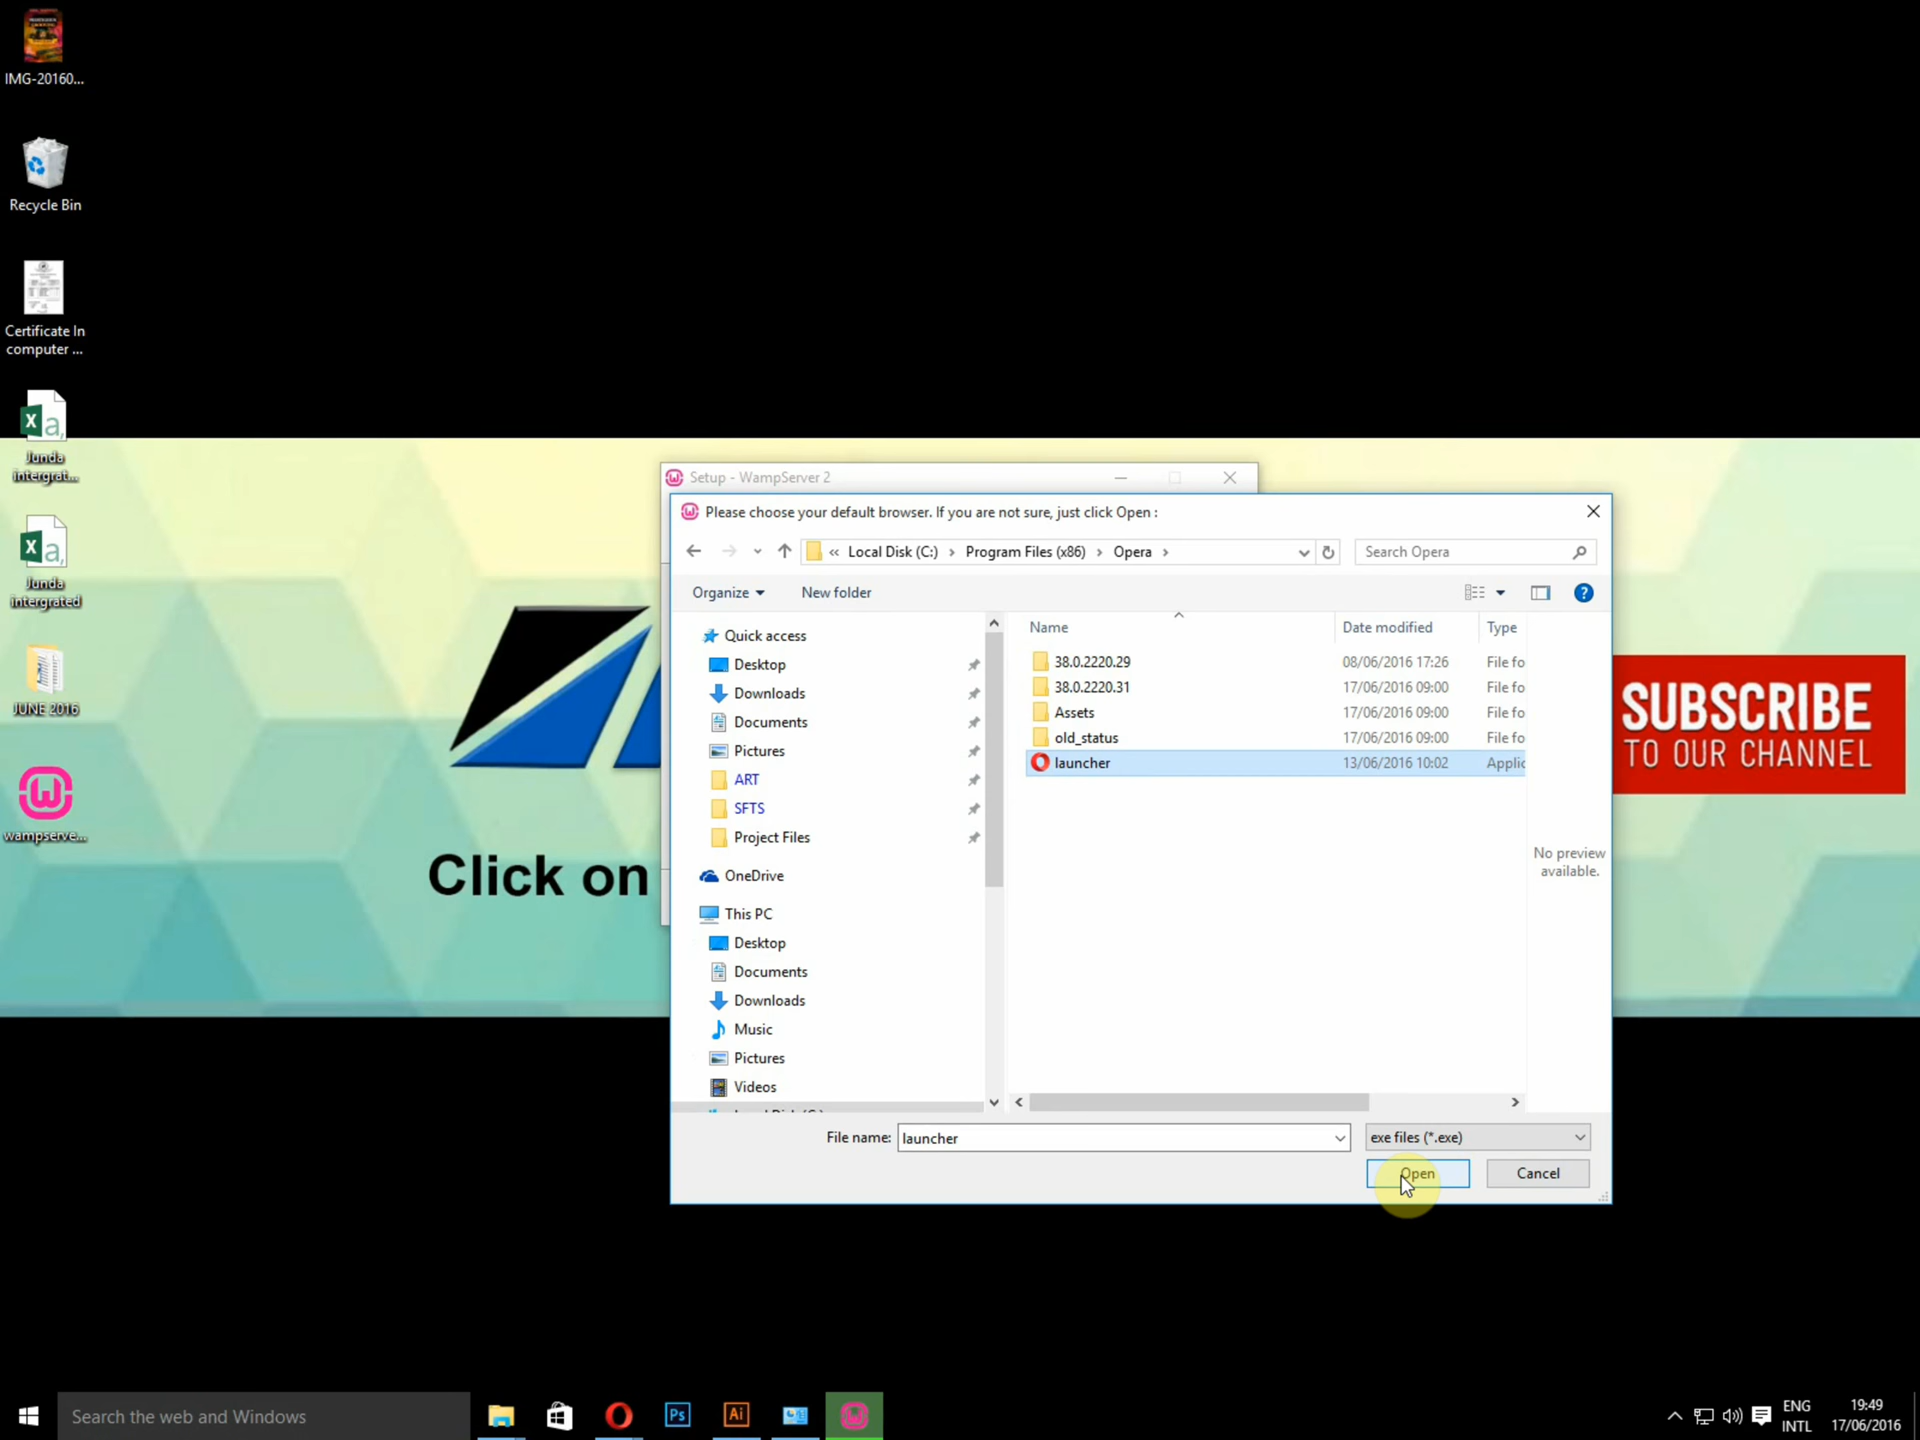 IMG-20160...
Recycle Bin
Certificate In
computer ...
Junda
intergrat...
Junda
intergrated
JUNE 2016
wampserve...
Click on
SUBSCRIBE
TO OUR CHANNEL
Setup - WampServer 2
Please choose your default browser. If you are not sure, just click Open :
« Local Disk (C:) › Program Files (x86) › Opera ›
Search Opera
Organize
New folder
Quick access
Desktop
Downloads
Documents
Pictures
ART
SFTS
Project Files
OneDrive
This PC
Desktop
Documents
Downloads
Music
Pictures
Videos
Name Date modified Type
38.0.2220.29 08/06/2016 17:26 File fo
38.0.2220.31 17/06/2016 09:00 File fo
Assets 17/06/2016 09:00 File fo
old_status 17/06/2016 09:00 File fo
launcher 13/06/2016 10:02 Applic
No preview
available.
File name: launcher
exe files (*.exe)
Open
Cancel
Search the web and Windows
Ps
Ai
ENG
INTL
19:49
17/06/2016